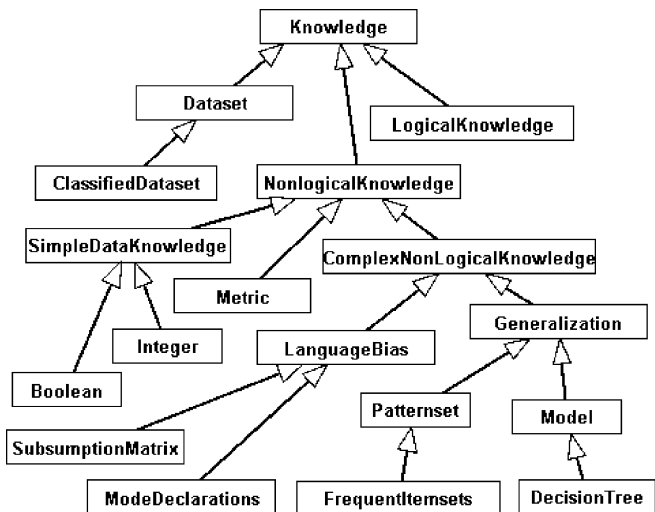 Knowledge
Dataset
LogicalKnowledge
ClassifiedDataset
NonlogicalKnowledge
SimpleDataKnowledge
ComplexNonLogicalKnowledge
Metric
Generalization
Integer
LanguageBias
Boolean
Patternset
Model
SubsumptionMatrix
ModeDeclarations
FrequentItemsets
DecisionTree